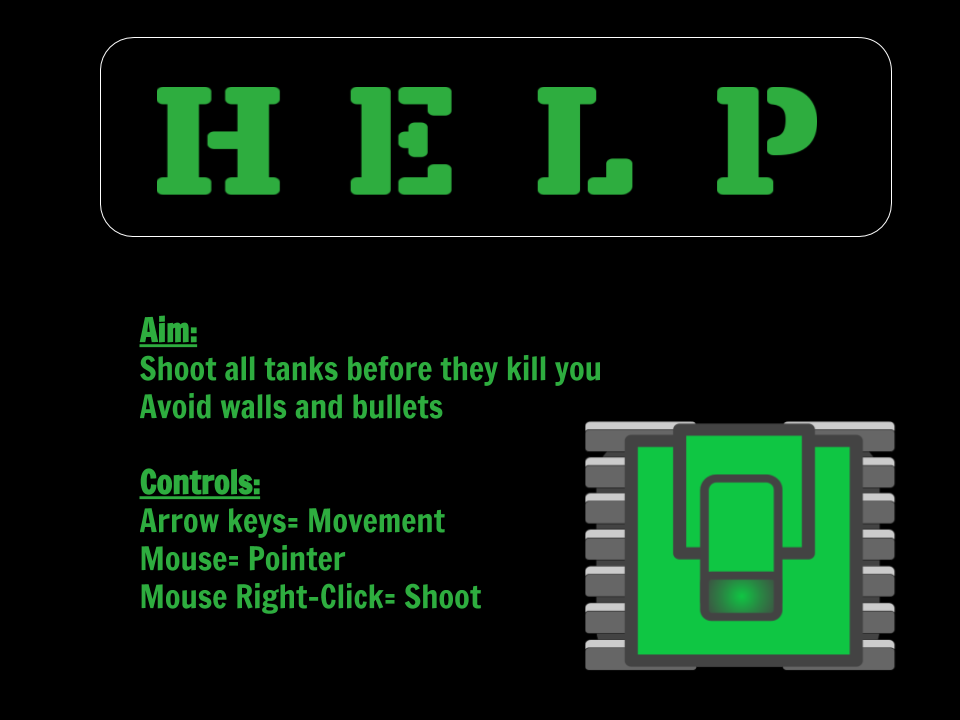 H E L P
Aim:
Shoot all tanks before they kill you
Avoid walls and bullets
Controls:
Arrow keys= Movement
Mouse= Pointer
Mouse Right-Click= Shoot